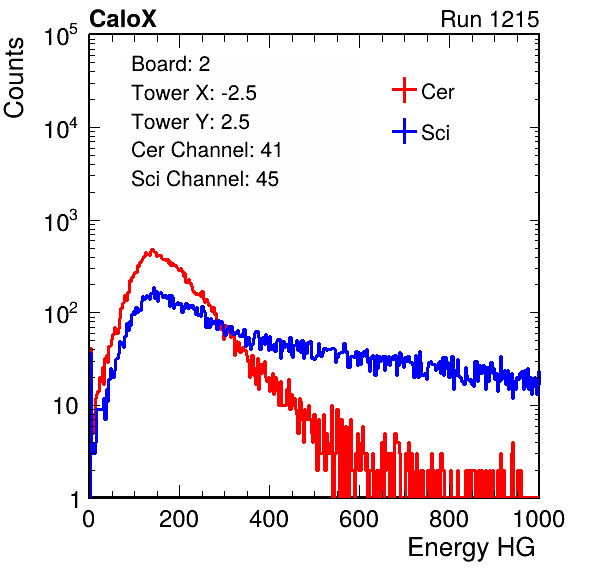 CaloX Run 1215
10^5
Counts
Board: 2
Tower X: -2.5
Tower Y: 2.5
Cer Channel: 41
Sci Channel: 45
Cer
Sci
10^4
10^3
10^2
10
1
0 200 400 600 800 1000
Energy HG